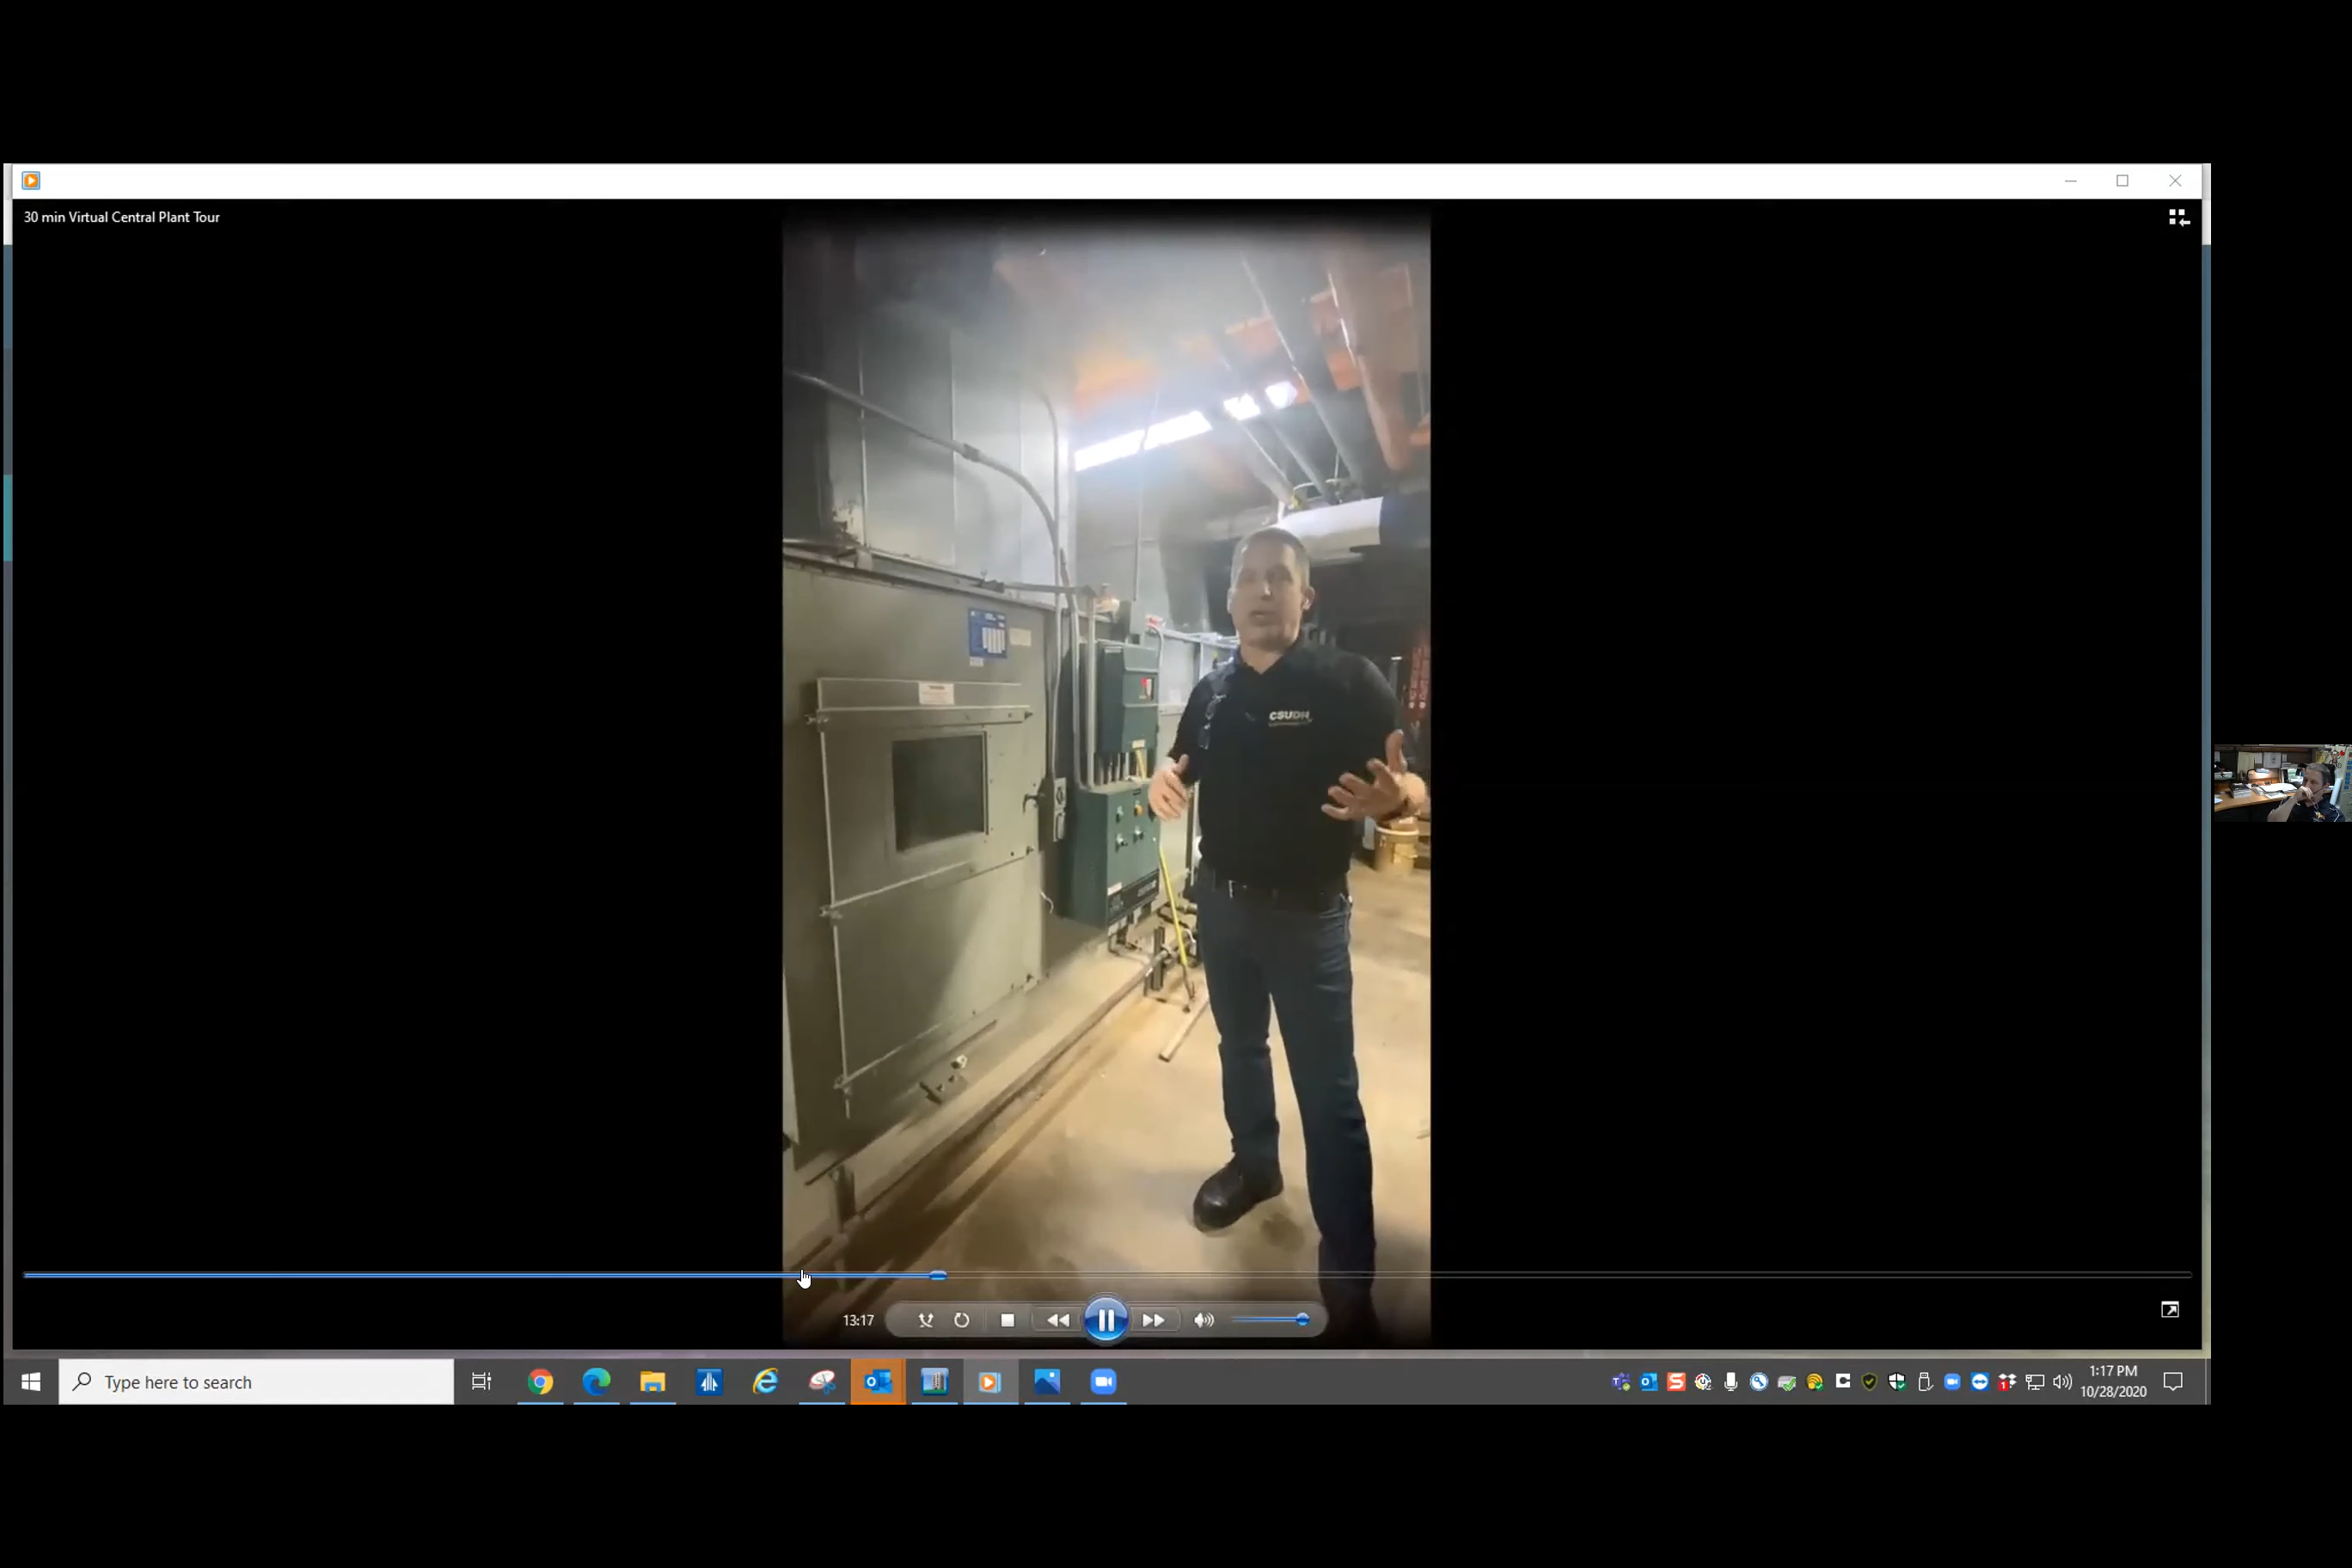 30 min Virtual Central Plant Tour
CSUDH
13:17
Type here to search
1:17 PM
10/28/2020